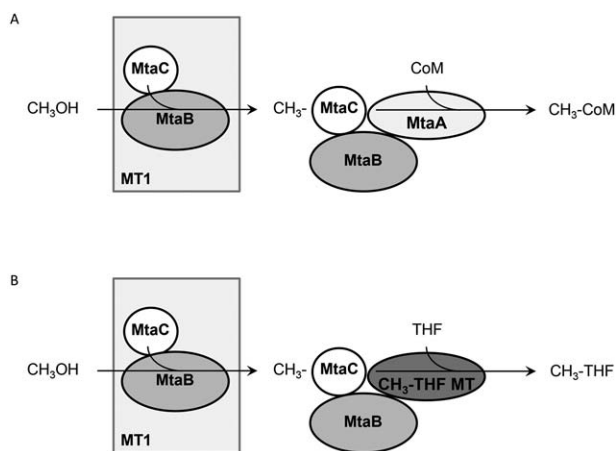 A
MtaC
CH₃OH
MtaB
MT1
CoM
CH₃-
MtaC
MtaA
CH₃-CoM
MtaB
B
MtaC
CH₃OH
MtaB
MT1
THF
CH₃-
MtaC
CH₃-THF MT
CH₃-THF
MtaB